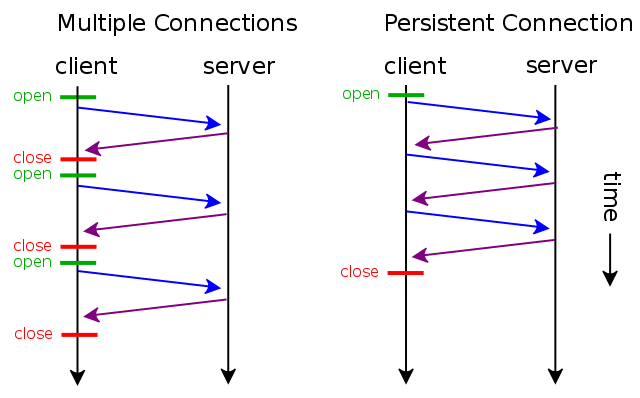 Multiple Connections
client server
open
close
open
close
open
close
Persistent Connection
client server
open
close
time